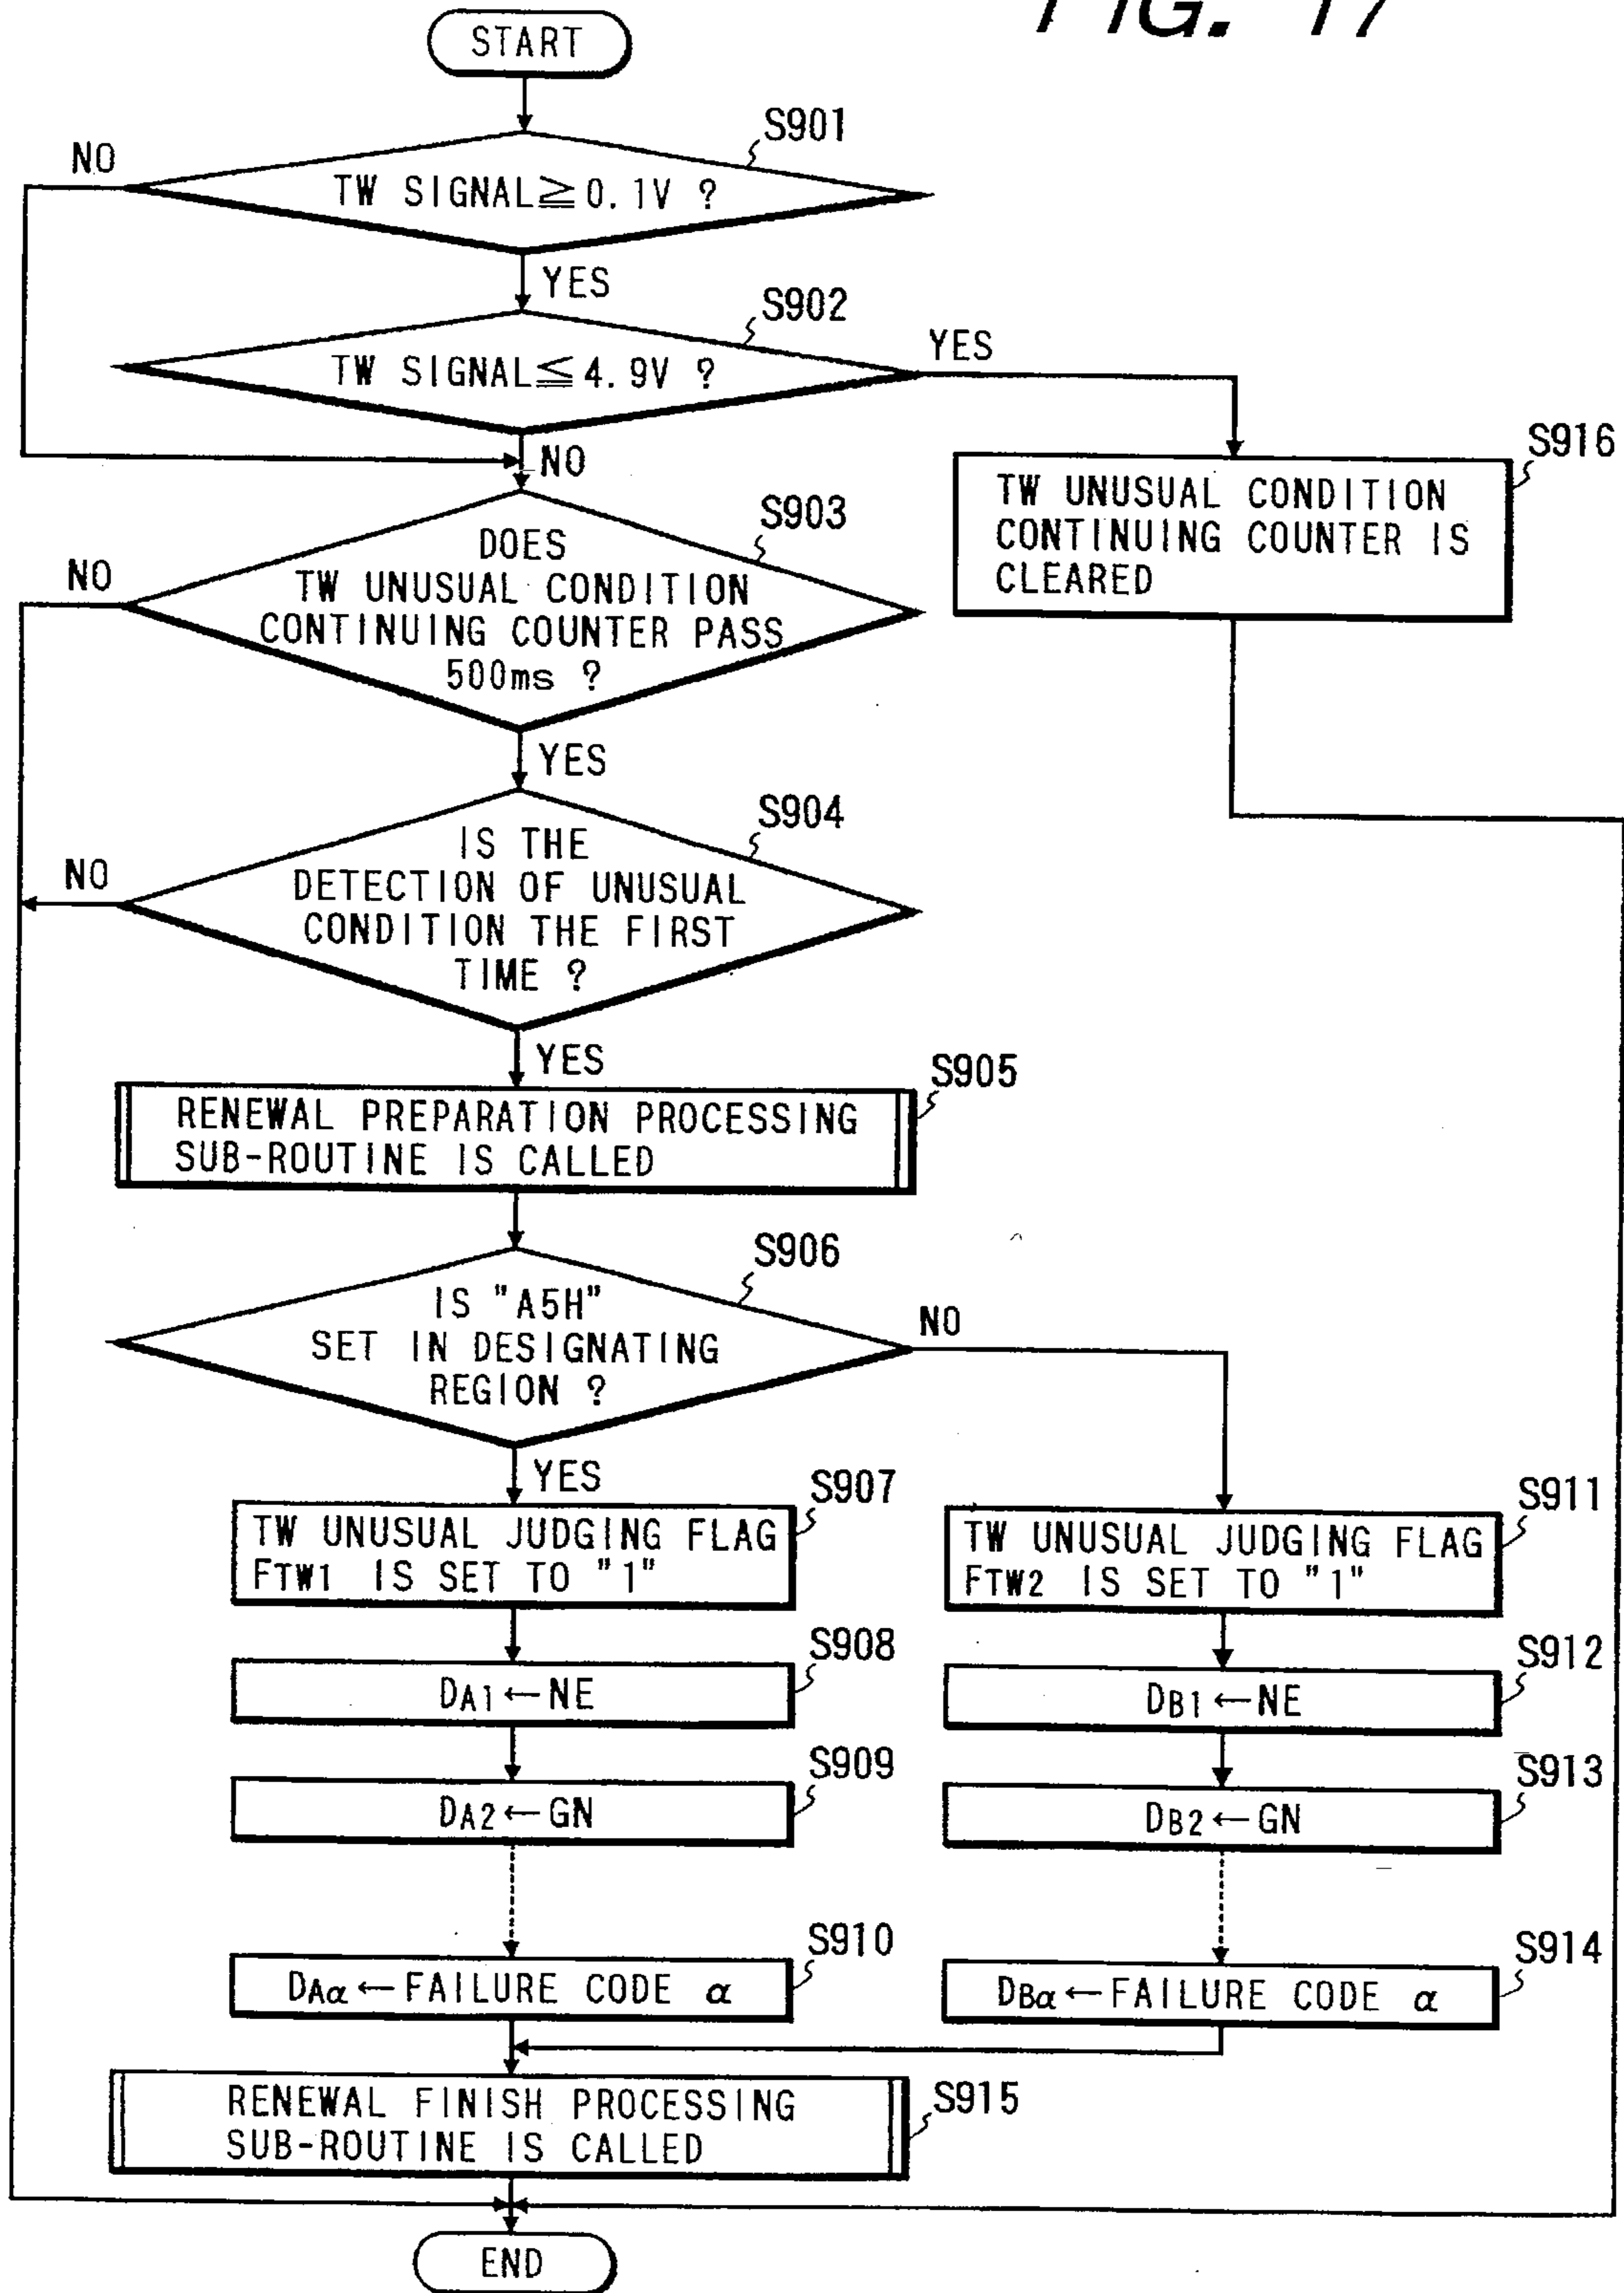 FIG. 17
START
S901
NO
TW SIGNAL≧0.1V ?
YES
S902
TW SIGNAL≦4.9V ?
YES
NO
S916
TW UNUSUAL CONDITION
CONTINUING COUNTER IS
CLEARED
S903
NO
DOES
TW UNUSUAL CONDITION
CONTINUING COUNTER PASS
500ms ?
YES
S904
NO
IS THE
DETECTION OF UNUSUAL
CONDITION THE FIRST
TIME ?
YES
S905
RENEWAL PREPARATION PROCESSING
SUB-ROUTINE IS CALLED
S906
IS "A5H"
SET IN DESIGNATING
REGION ?
NO
YES
S907
TW UNUSUAL JUDGING FLAG
FTW1 IS SET TO "1"
S911
TW UNUSUAL JUDGING FLAG
FTW2 IS SET TO "1"
S908
DA1←NE
S912
DB1←NE
S909
DA2←GN
S913
DB2←GN
S910
DAα←FAILURE CODE α
S914
DBα←FAILURE CODE α
S915
RENEWAL FINISH PROCESSING
SUB-ROUTINE IS CALLED
END